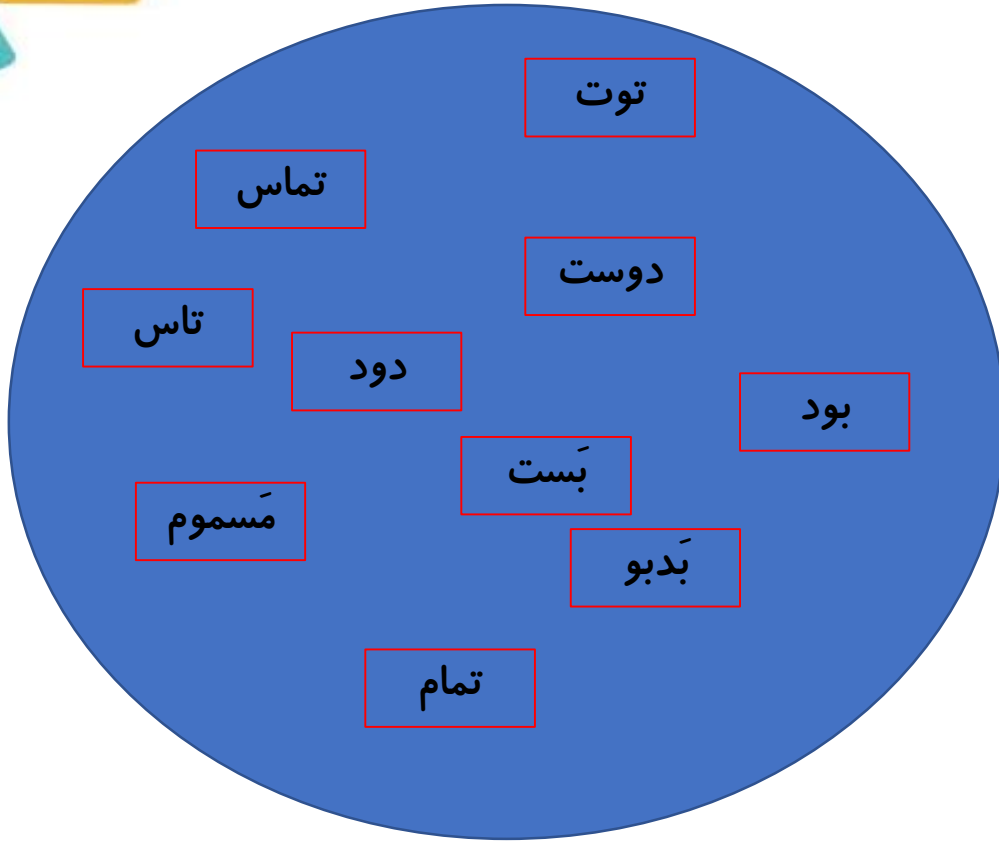 توت
تماس
دوست
تاس
دود
بود
بَست
مَسموم
بَدبو
تمام